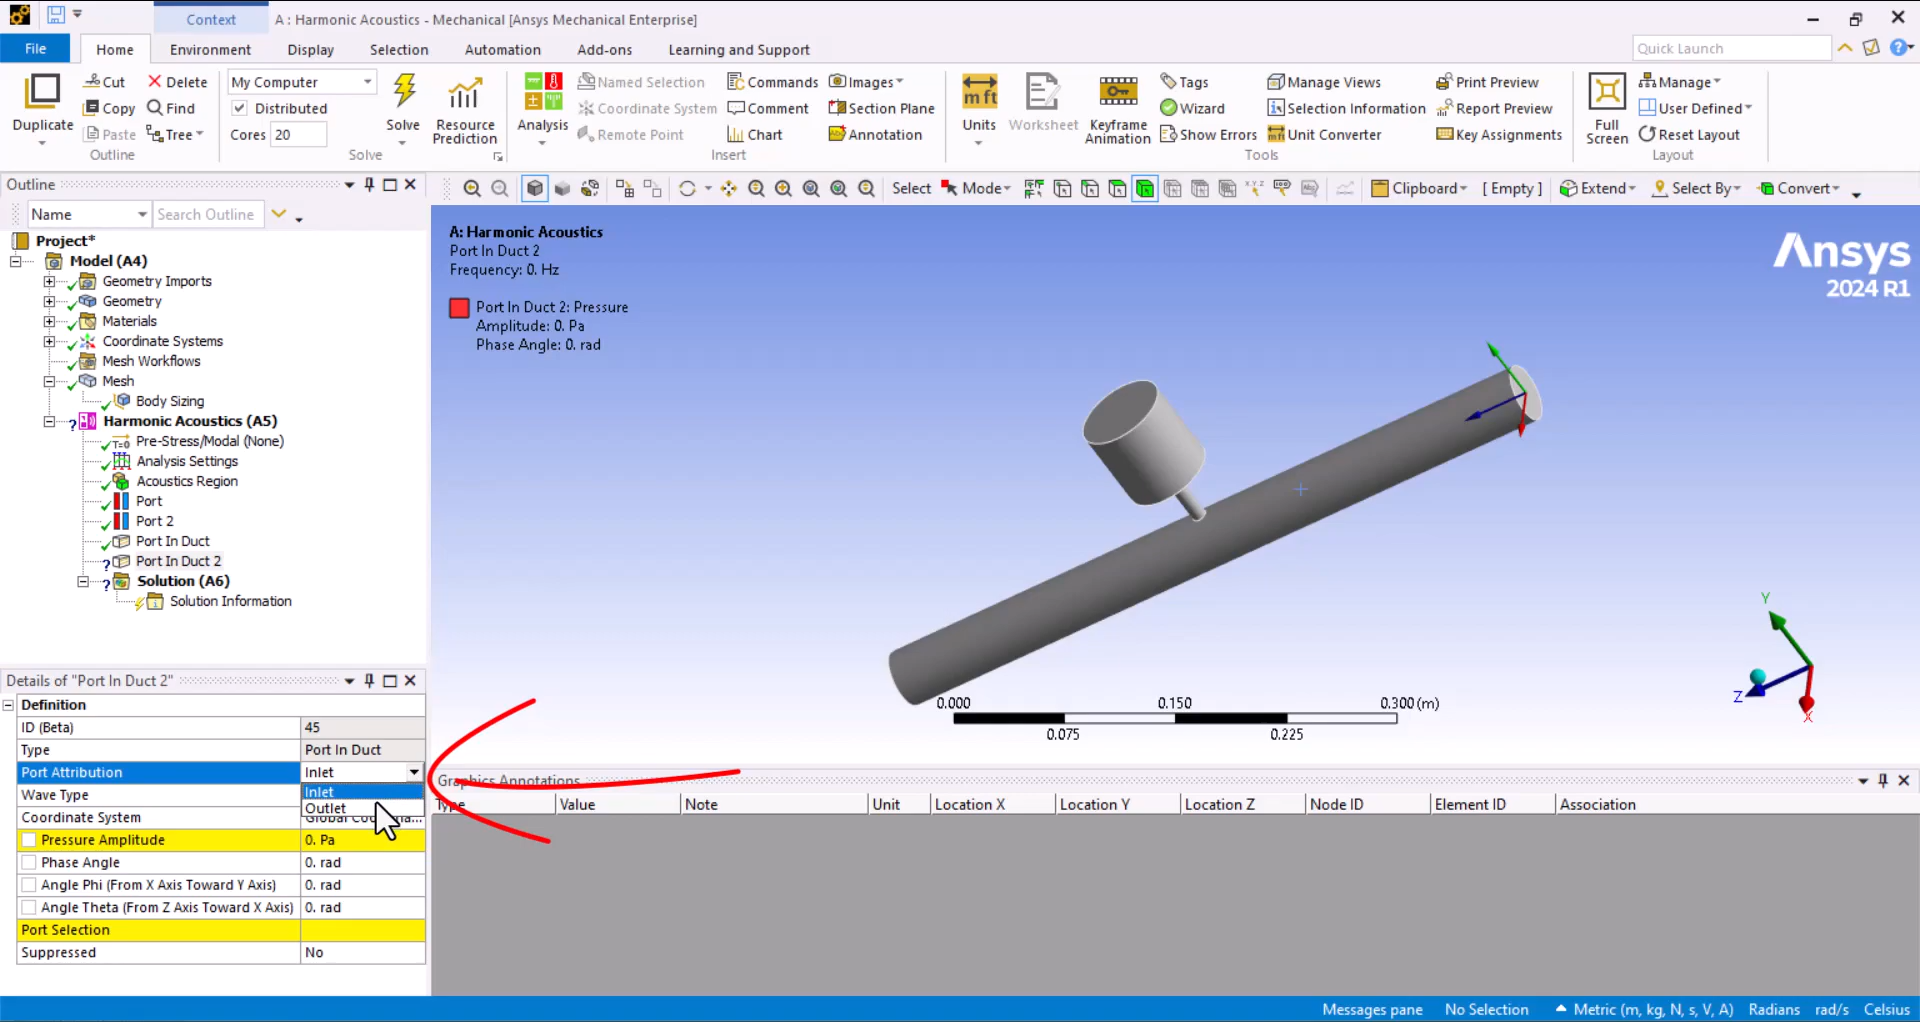 Context
A : Harmonic Acoustics - Mechanical [Ansys Mechanical Enterprise]
File
Home
Environment
Display
Selection
Automation
Add-ons
Learning and Support
Quick Launch
Duplicate
Cut
Delete
Copy
Find
Paste
Tree
Outline
My Computer
Distributed
Cores 20
Solve
Resource Prediction
Solve
Analysis
Named Selection
Coordinate System
Remote Point
Commands
Comment
Chart
Images
Section Plane
Annotation
Insert
Units
Worksheet
Keyframe Animation
Tags
Wizard
Show Errors
Manage Views
Selection Information
Unit Converter
Print Preview
Report Preview
Key Assignments
Tools
Full Screen
Manage
User Defined
Reset Layout
Layout
Outline
Name
Search Outline
Select
Mode
Clipboard
[ Empty ]
Extend
Select By
Convert
Project*
Model (A4)
Geometry Imports
Geometry
Materials
Coordinate Systems
Mesh Workflows
Mesh
Body Sizing
Harmonic Acoustics (A5)
Pre-Stress/Modal (None)
Analysis Settings
Acoustics Region
Port
Port 2
Port In Duct
Port In Duct 2
Solution (A6)
Solution Information
A: Harmonic Acoustics
Port In Duct 2
Frequency: 0. Hz
Port In Duct 2: Pressure
Amplitude: 0. Pa
Phase Angle: 0. rad
Ansys
2024 R1
Y
Z
X
0.000
0.150
0.300 (m)
0.075
0.225
Details of "Port In Duct 2"
Definition
ID (Beta) 45
Type Port In Duct
Port Attribution Inlet
Inlet
Wave Type
Outlet
Coordinate System
Pressure Amplitude 0. Pa
Phase Angle 0. rad
Angle Phi (From X Axis Toward Y Axis) 0. rad
Angle Theta (From Z Axis Toward X Axis) 0. rad
Port Selection
Suppressed No
Graphics Annotations
Type
Value
Note
Unit
Location X
Location Y
Location Z
Node ID
Element ID
Association
Messages pane
No Selection
Metric (m, kg, N, s, V, A)
Radians
rad/s
Celsius